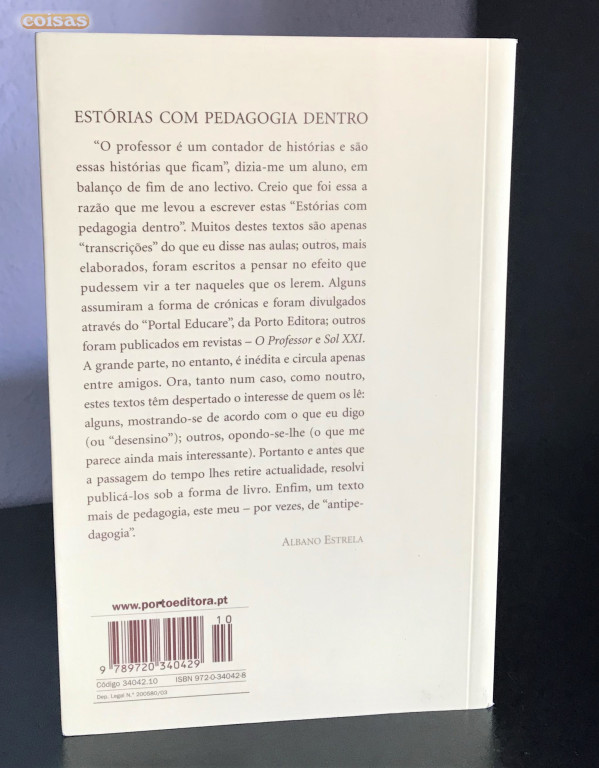 coisas
ESTÓRIAS COM PEDAGOGIA DENTRO
“O professor é um contador de histórias e são
essas histórias que ficam”, dizia-me um aluno, em
balanço de fim de ano lectivo. Creio que foi essa a
razão que me levou a escrever estas “Estórias com
pedagogia dentro”. Muitos destes textos são apenas
“transcrições” do que eu disse nas aulas; outros, mais
elaborados, foram escritos a pensar no efeito que
pudessem vir a ter naqueles que os lerem. Alguns
assumiram a forma de crónicas e foram divulgados
através do “Portal Educare”, da Porto Editora; outros
foram publicados em revistas – O Professor e Sol XXI.
A grande parte, no entanto, é inédita e circula apenas
entre amigos. Ora, tanto num caso, como noutro,
estes textos têm despertado o interesse de quem os lê:
alguns, mostrando-se de acordo com o que eu digo
(ou “desensino”); outros, opondo-se-lhe (o que me
parece ainda mais interessante). Portanto e antes que
a passagem do tempo lhes retire actualidade, resolvi
publicá-los sob a forma de livro. Enfim, um texto
mais de pedagogia, este meu – por vezes, de “antipe-
dagogia”.
ALBANO ESTRELA
www.portoeditora.pt
10
9 789720 340429
Código 34042.10 ISBN 972-0-34042-8
Dep. Legal N.º 200580/03